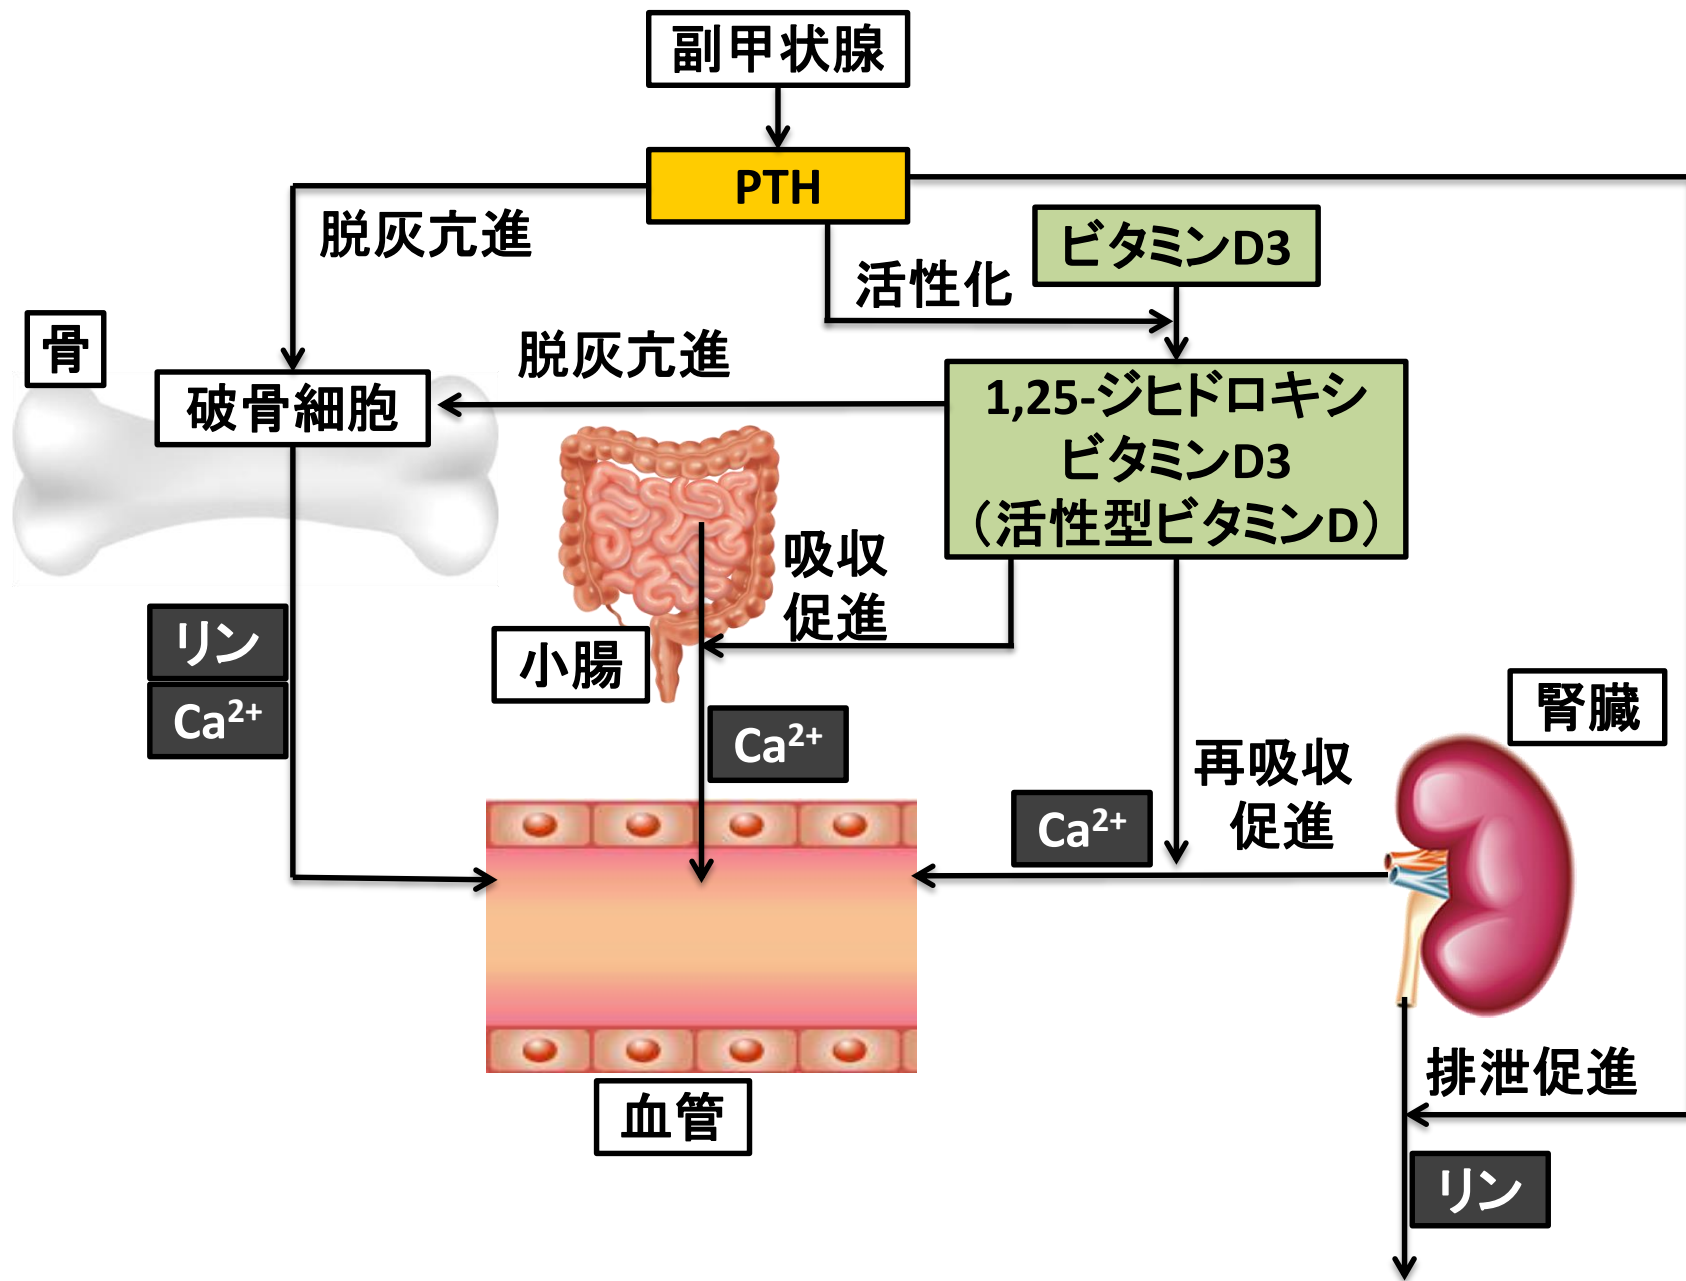 副甲状腺
PTH
脱灰亢進
ビタミンD3
活性化
骨
脱灰亢進
破骨細胞
1,25-ジヒドロキシ
ビタミンD3
（活性型ビタミンD）
吸収
促進
リン
小腸
Ca²⁺
Ca²⁺
腎臓
再吸収
促進
Ca²⁺
排泄促進
血管
リン